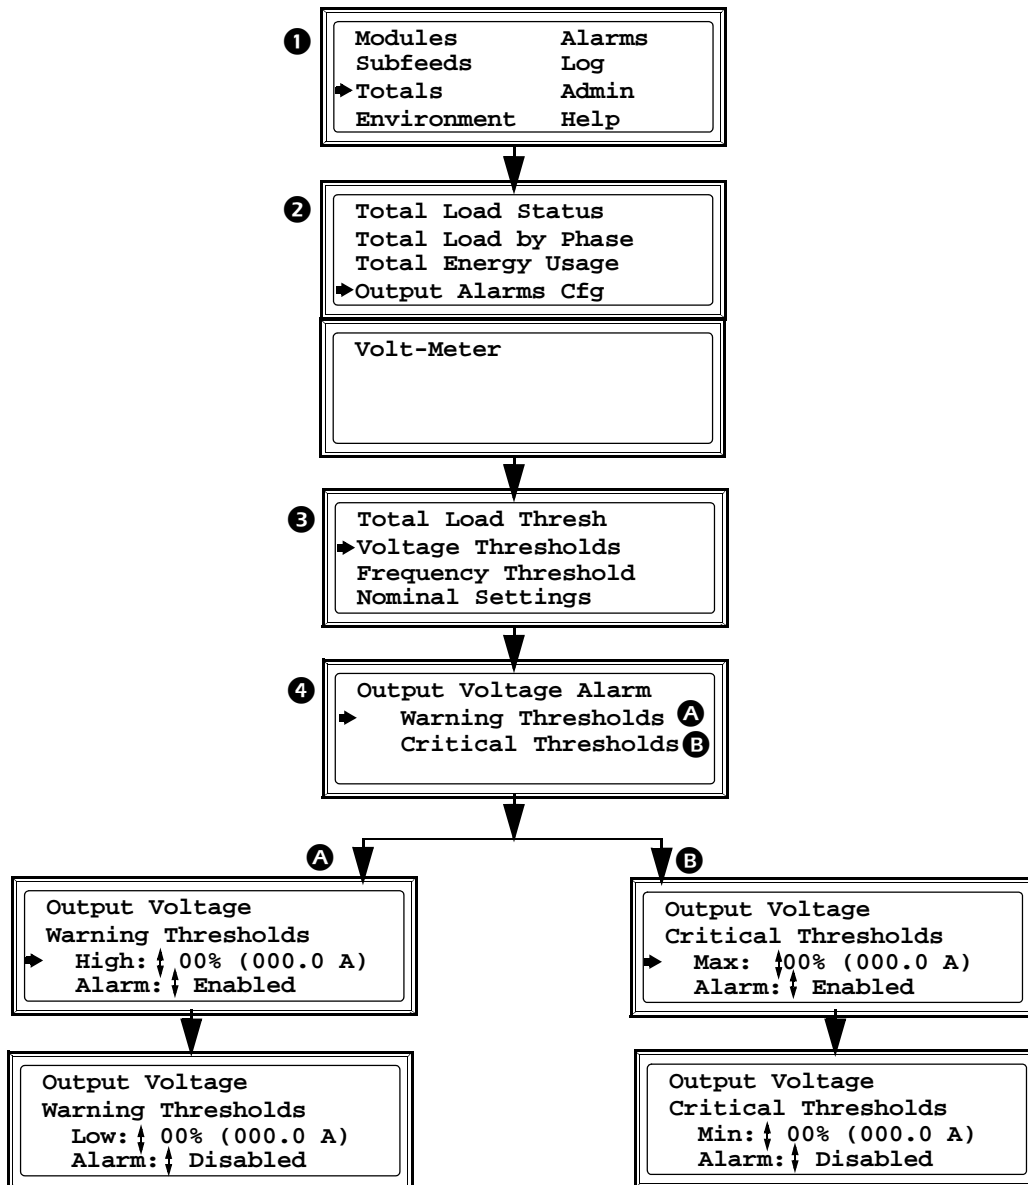 ❶
Modules Alarms
Subfeeds Log
Totals Admin
Environment Help
❷
Total Load Status
Total Load by Phase
Total Energy Usage
Output Alarms Cfg
Volt-Meter
❸
Total Load Thresh
Voltage Thresholds
Frequency Threshold
Nominal Settings
❹
Output Voltage Alarm
Warning Thresholds A
Critical Thresholds B
A
Output Voltage
Warning Thresholds
High: 00% (000.0 A)
Alarm: Enabled
Output Voltage
Warning Thresholds
Low: 00% (000.0 A)
Alarm: Disabled
B
Output Voltage
Critical Thresholds
Max: 00% (000.0 A)
Alarm: Enabled
Output Voltage
Critical Thresholds
Min: 00% (000.0 A)
Alarm: Disabled